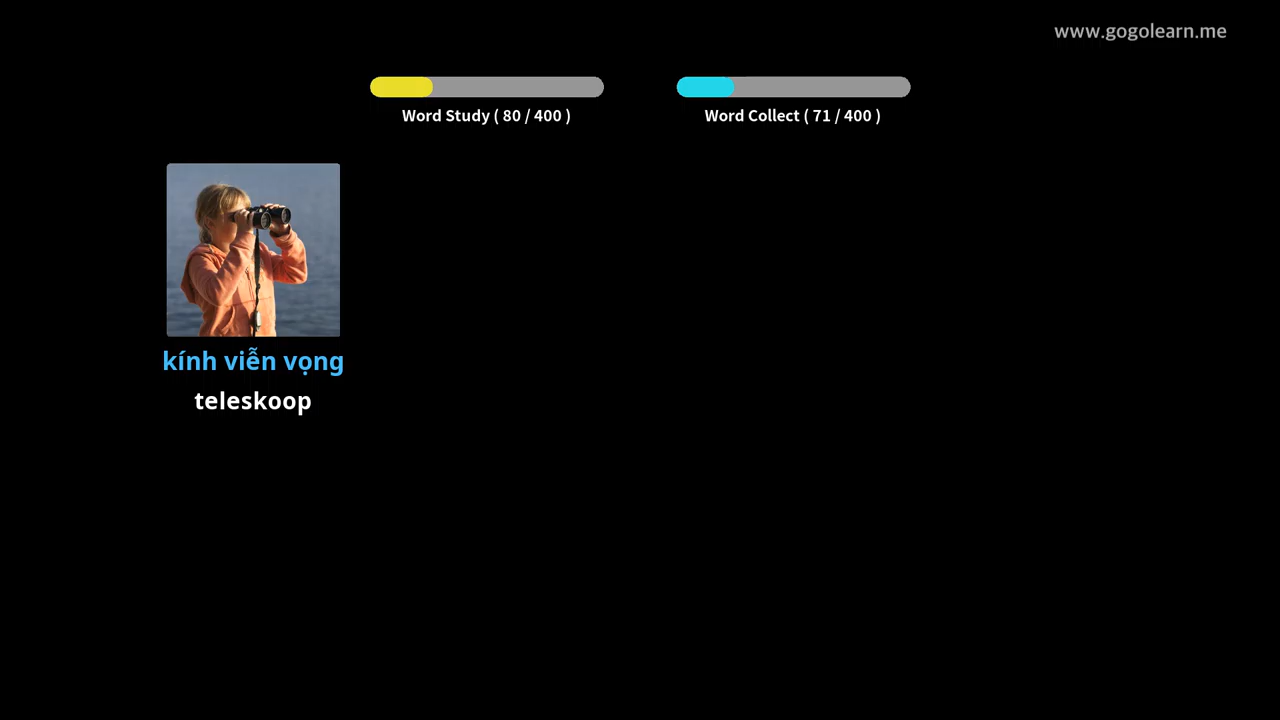 www.gogolearn.me
Word Study ( 80 / 400 )
Word Collect ( 71 / 400 )
kính viễn vọng
teleskoop